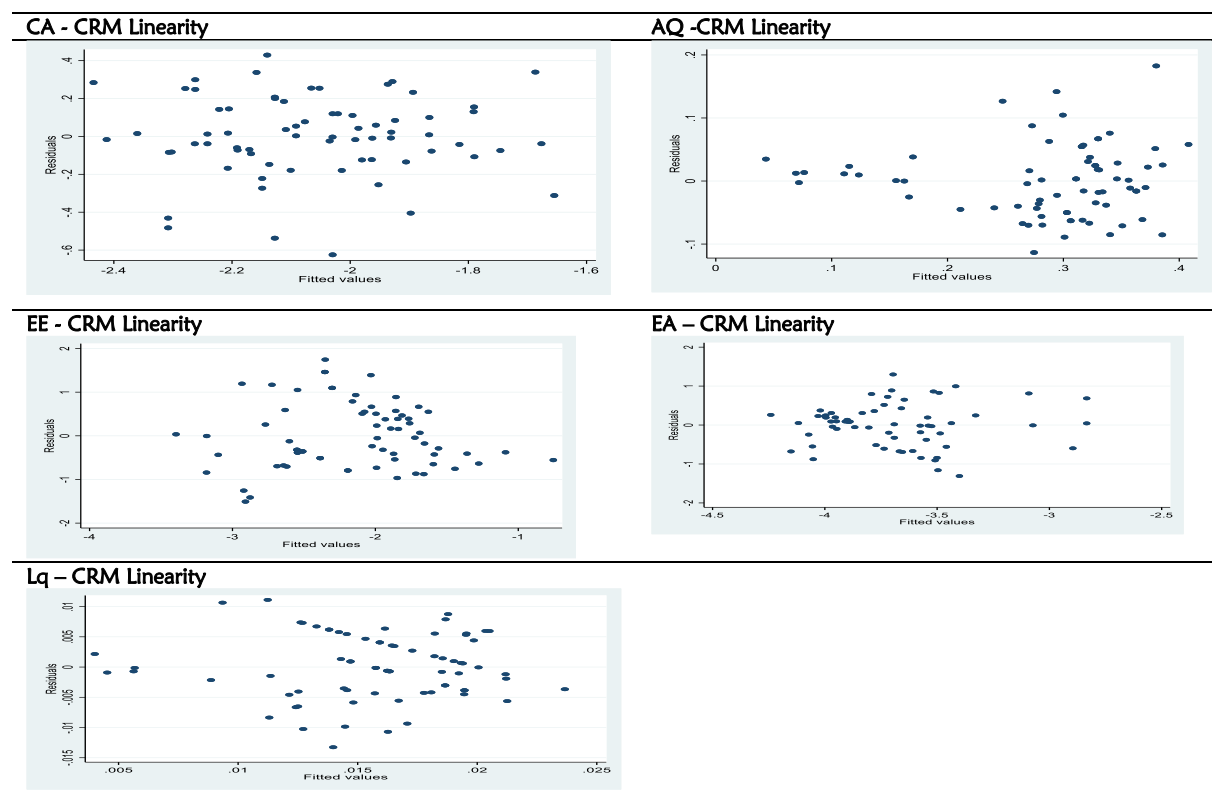 CA - CRM Linearity
AQ -CRM Linearity
.4
.2
0
-.2
-.4
-.6
Residuals
-2.4 -2.2 -2 -1.8 -1.6
Fitted values
.2
.1
0
-.1
Residuals
0 .1 .2 .3 .4
Fitted values
EE - CRM Linearity
EA – CRM Linearity
2
1
0
-1
-2
Residuals
-4 -3 -2 -1
Fitted values
2
1
0
-1
-2
Residuals
-4.5 -4 -3.5 -3 -2.5
Fitted values
Lq – CRM Linearity
.01
.005
0
-.005
-.01
-.015
Residuals
.005 .01 .015 .02 .025
Fitted values